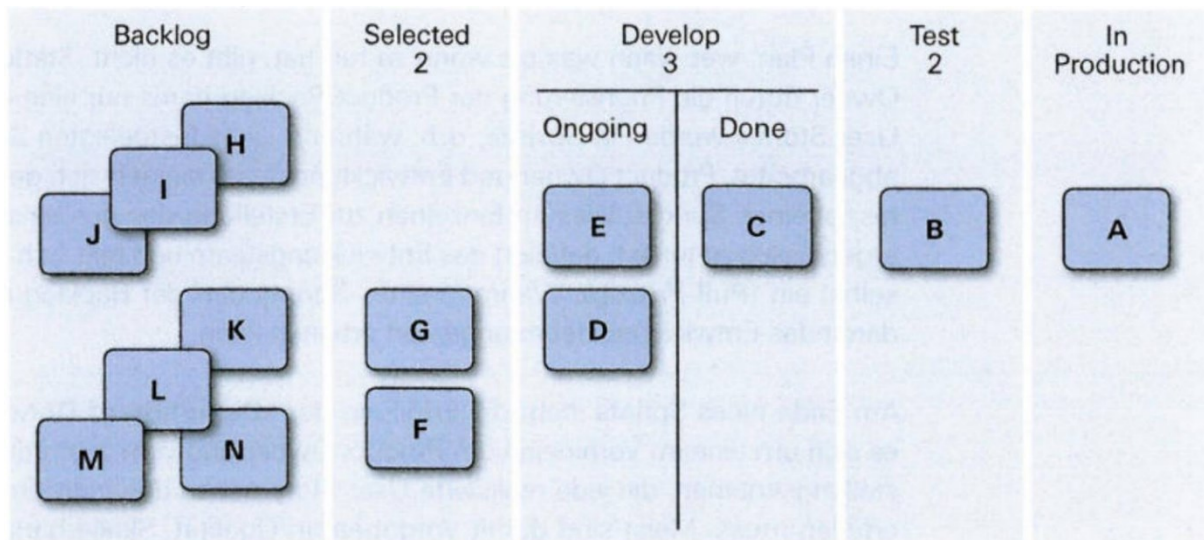 Backlog Selected Develop Test In
2 3 2 Production
Ongoing Done
H
I
J
E C B A
K G D
L
F
M N